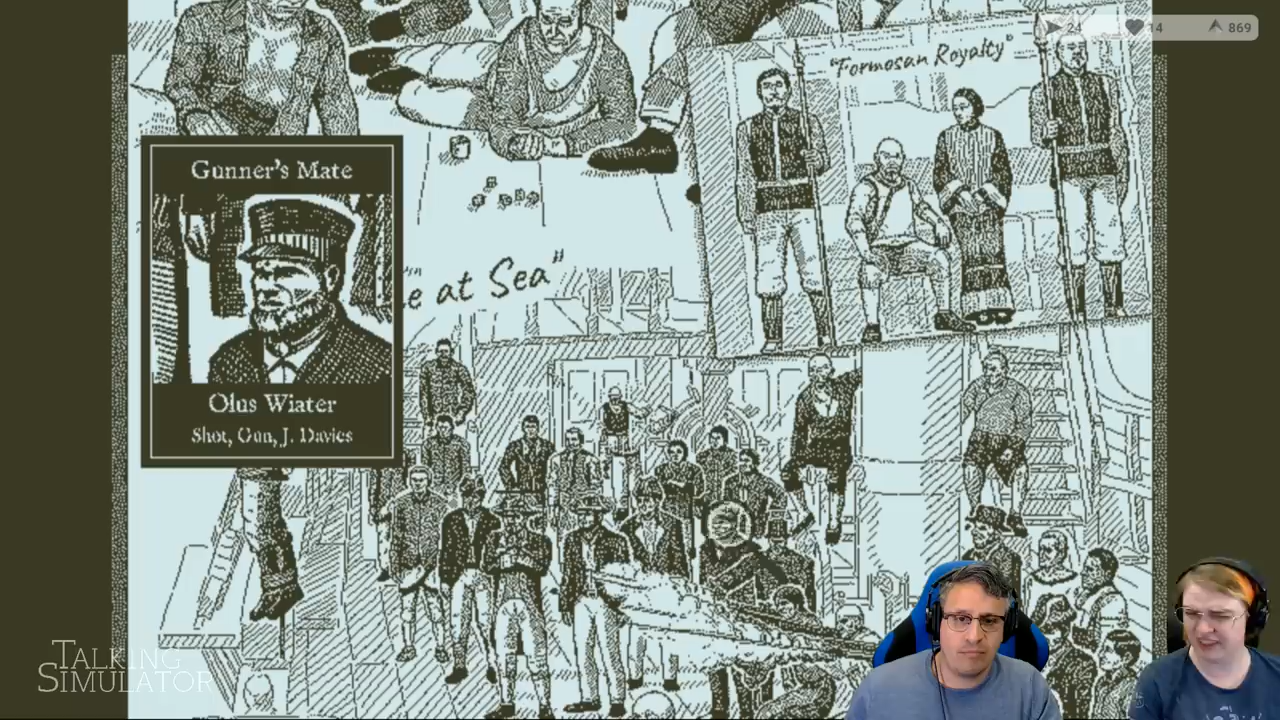 14
869
"Formosan Royalty"
Gunner's Mate
e at Sea"
Olus Wiater
Shot, Gun, J. Davies
TALKING
SIMULATOR